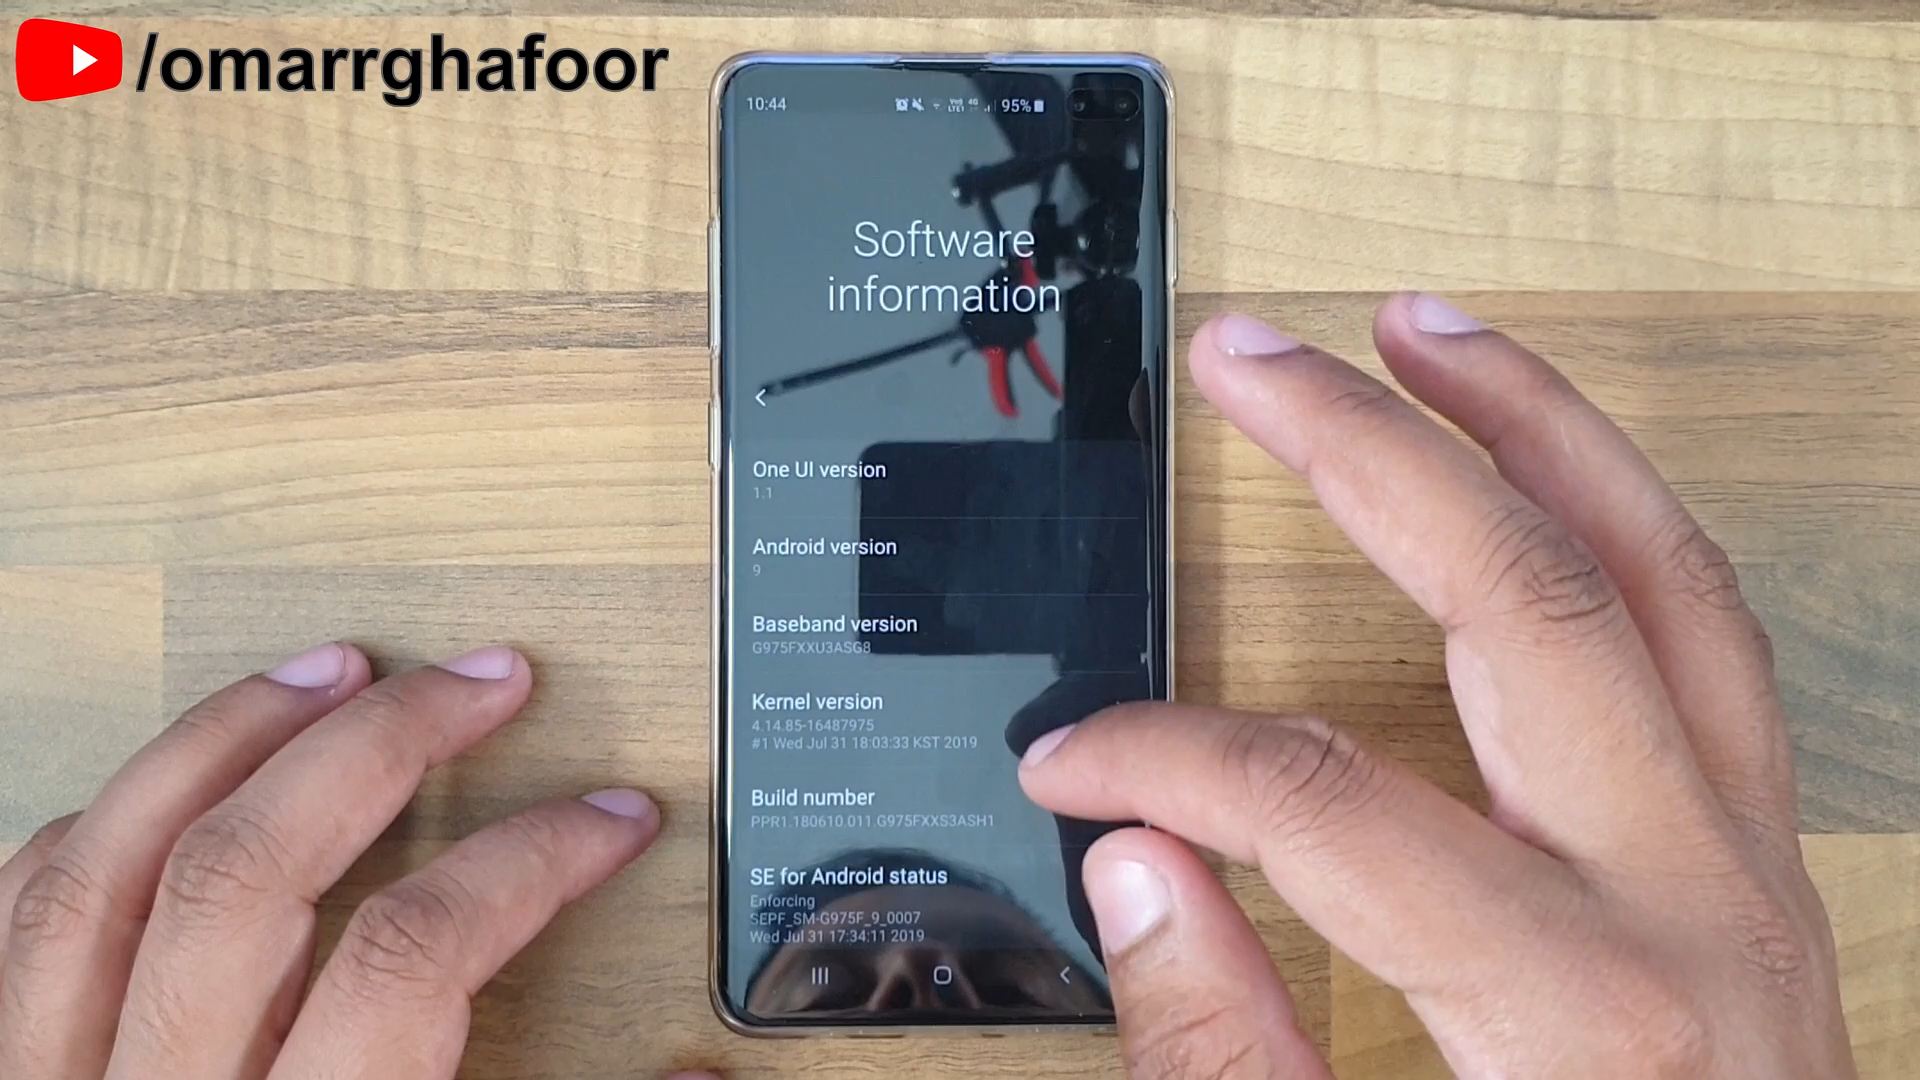 /omarrghafoor
10:44
95%
Software
information
One UI version
1.1
Android version
9
Baseband version
G975FXXU3ASG8
Kernel version
4.14.85-16487975
#1 Wed Jul 31 18:03:33 KST 2019
Build number
PPR1.180610.011.G975FXXS3ASH1
SE for Android status
Enforcing
SEPF_SM-G975F_9_0007
Wed Jul 31 17:34:11 2019